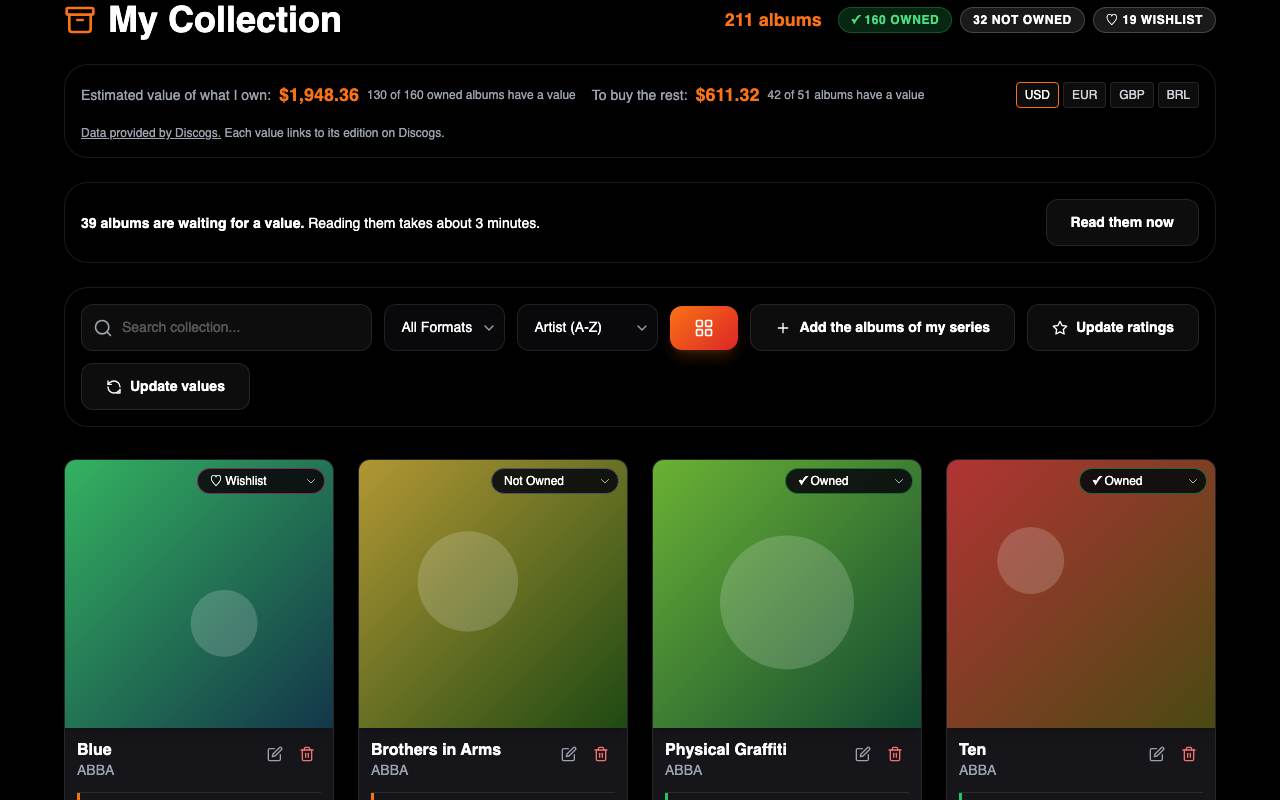 My Collection
211 albums
✓ 160 OWNED
32 NOT OWNED
♡ 19 WISHLIST
Estimated value of what I own: $1,948.36 130 of 160 owned albums have a value To buy the rest: $611.32 42 of 51 albums have a value
USD
EUR
GBP
BRL
Data provided by Discogs. Each value links to its edition on Discogs.
39 albums are waiting for a value. Reading them takes about 3 minutes.
Read them now
Search collection...
All Formats
Artist (A-Z)
Add the albums of my series
Update ratings
Update values
♡ Wishlist
Not Owned
✓ Owned
✓ Owned
Blue
ABBA
Brothers in Arms
ABBA
Physical Graffiti
ABBA
Ten
ABBA